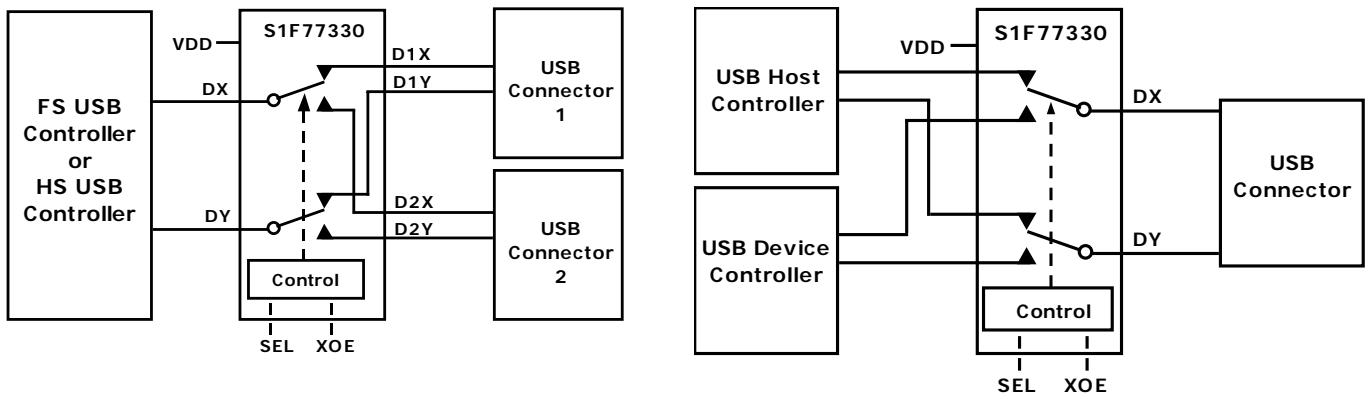 S1F77330
VDD
DX
DY
FS USB
Controller
or
HS USB
Controller
D1X
D1Y
D2X
D2Y
USB
Connector
1
USB
Connector
2
Control
SEL XOE
S1F77330
VDD
USB Host
Controller
USB Device
Controller
DX
DY
USB
Connector
Control
SEL XOE